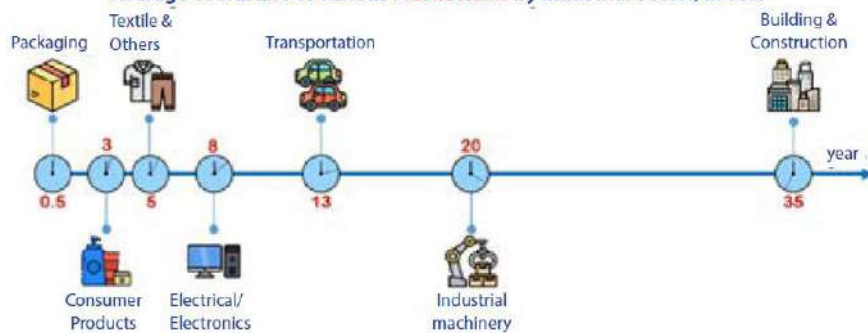 Textile &
Packaging Others Transportation
Building &
Construction
3 8 20
year
0.5 5 13 35
Consumer Electrical/ Industrial
Products Electronics machinery